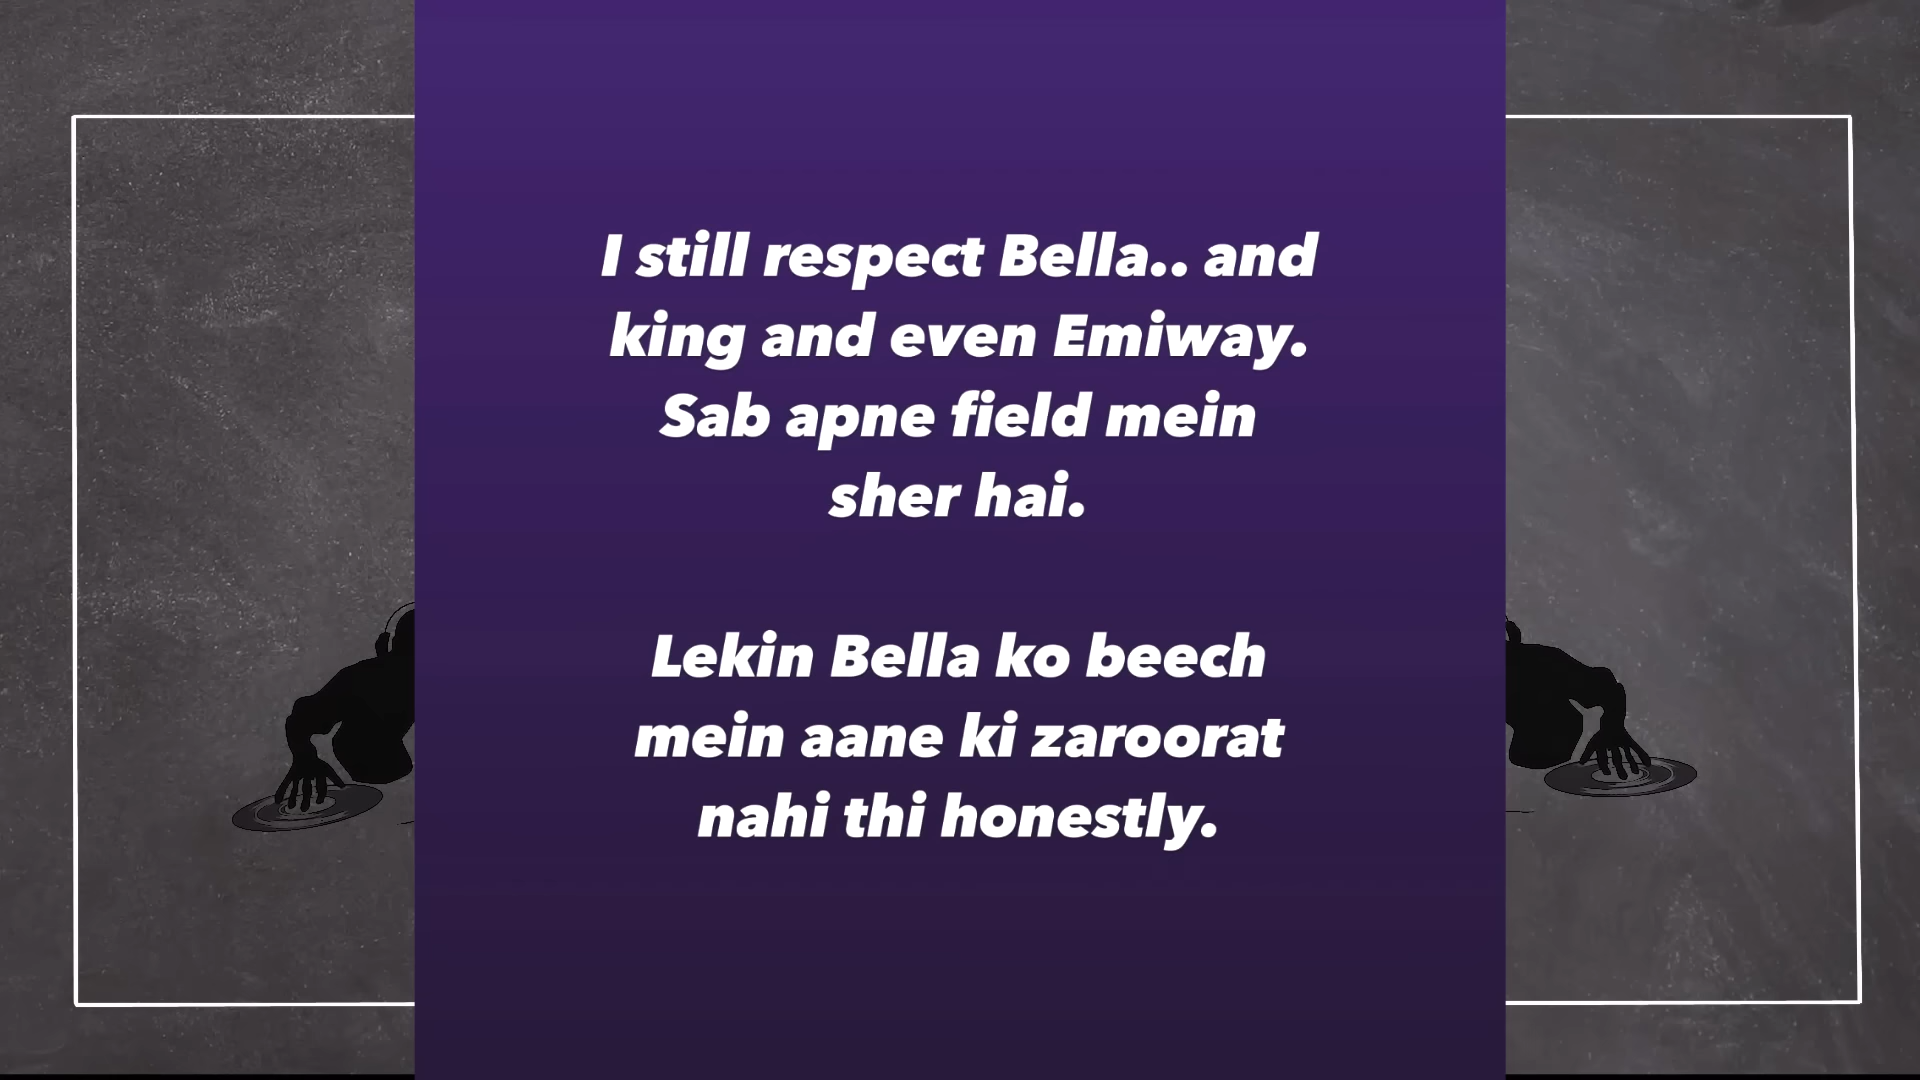 I still respect Bella.. and
king and even Emiway.
Sab apne field mein
sher hai.
Lekin Bella ko beech
mein aane ki zaroorat
nahi thi honestly.